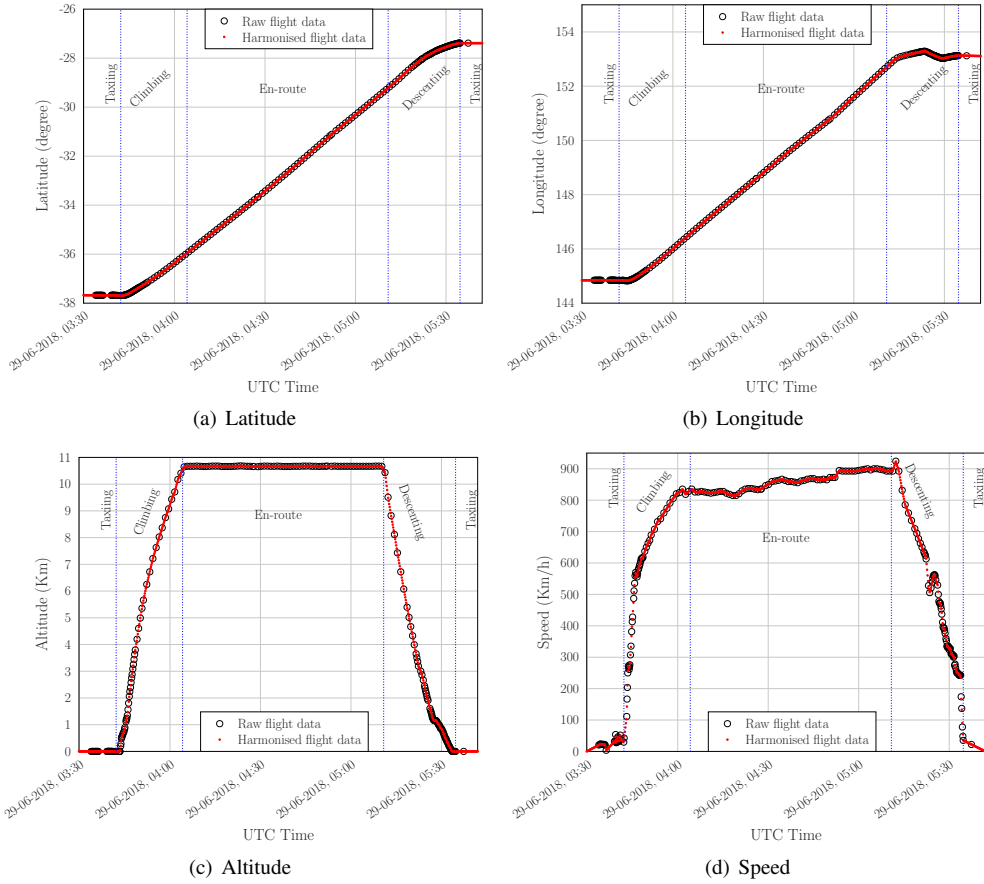 -26
-28
-30
-32
-34
-36
-38
Latitude (degree)
Raw flight data
Harmonised flight data
Taxiing
Climbing
En-route
Descenting
Taxiing
29-06-2018, 03:30
29-06-2018, 04:00
29-06-2018, 04:30
29-06-2018, 05:00
29-06-2018, 05:30
UTC Time
(a) Latitude
154
152
150
148
146
144
Longitude (degree)
Raw flight data
Harmonised flight data
Taxiing
Climbing
En-route
Descenting
Taxiing
29-06-2018, 03:30
29-06-2018, 04:00
29-06-2018, 04:30
29-06-2018, 05:00
29-06-2018, 05:30
UTC Time
(b) Longitude
11
10
9
8
7
6
5
4
3
2
1
0
Altitude (Km)
Taxiing
Climbing
En-route
Descenting
Taxiing
Raw flight data
Harmonised flight data
29-06-2018, 03:30
29-06-2018, 04:00
29-06-2018, 04:30
29-06-2018, 05:00
29-06-2018, 05:30
UTC Time
(c) Altitude
900
800
700
600
500
400
300
200
100
0
Speed (Km/h)
Taxiing
Climbing
En-route
Descenting
Taxiing
Raw flight data
Harmonised flight data
29-06-2018, 03:30
29-06-2018, 04:00
29-06-2018, 04:30
29-06-2018, 05:00
29-06-2018, 05:30
UTC Time
(d) Speed